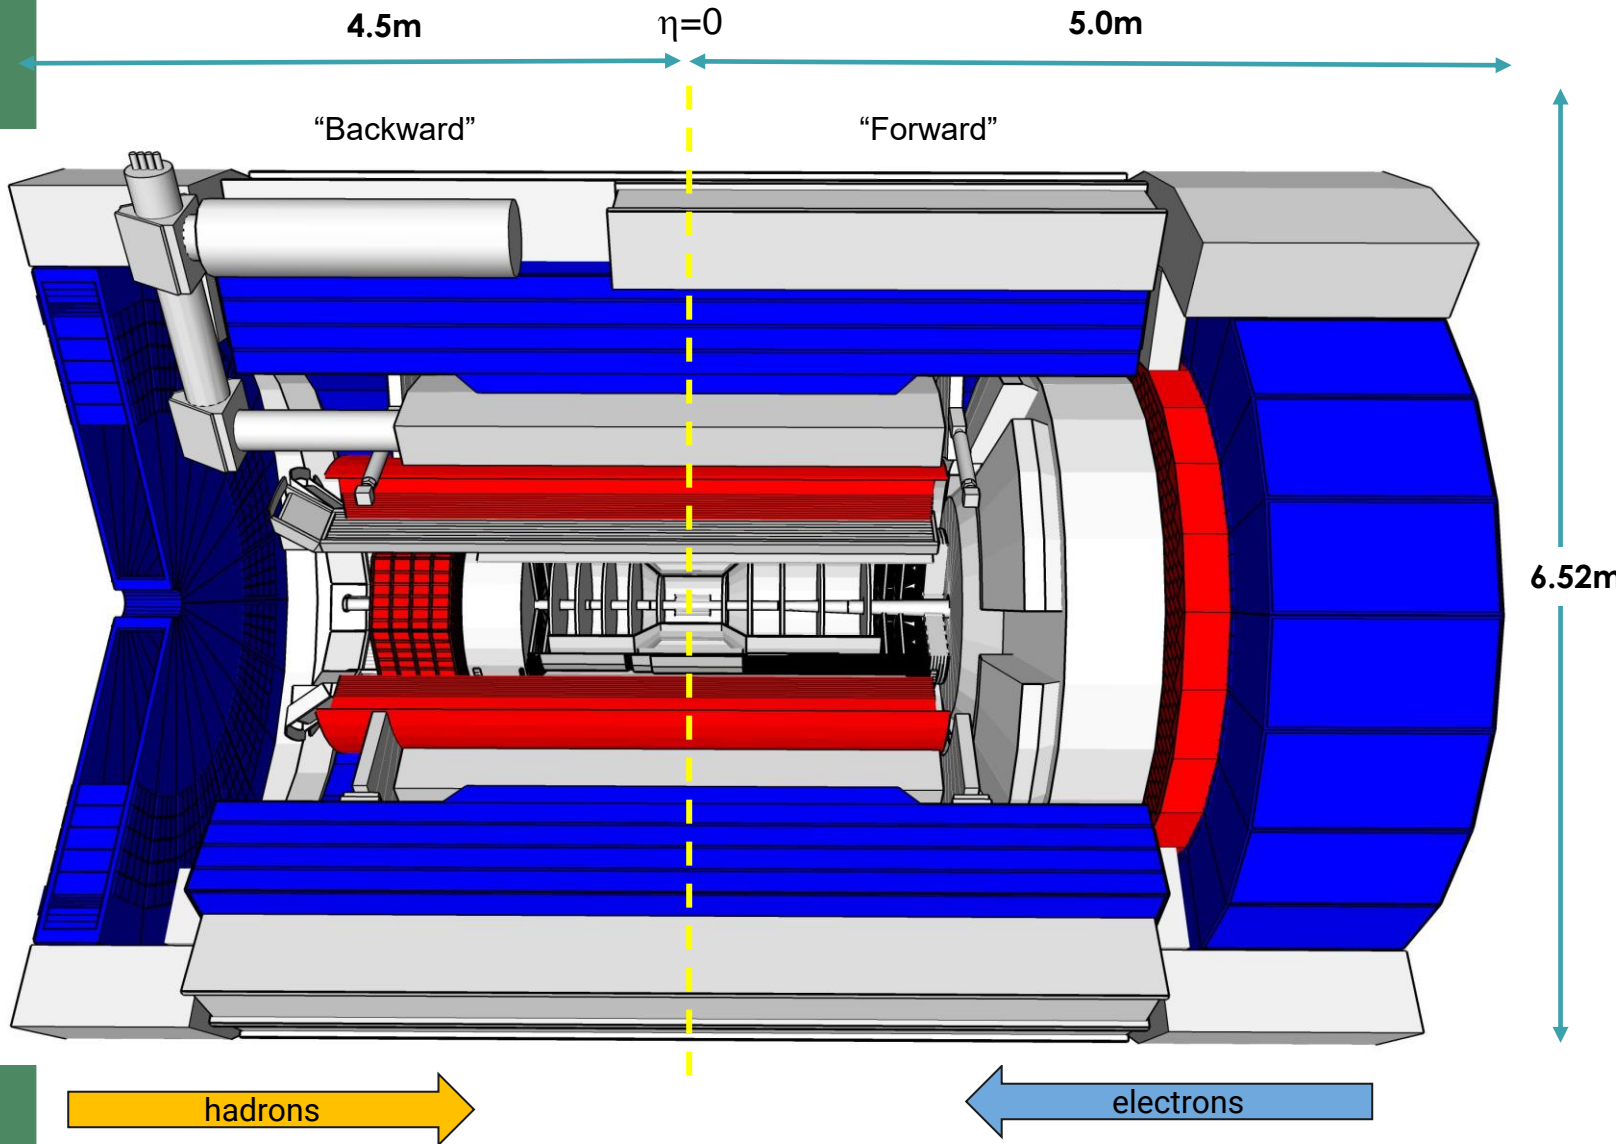 4.5m
η=0
5.0m
“Backward”
“Forward”
6.52m
hadrons
electrons